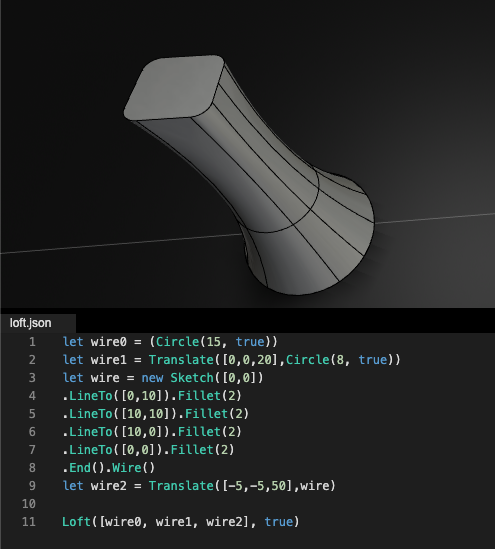 loft.json
1 let wire0 = (Circle(15, true))
2 let wire1 = Translate([0,0,20],Circle(8, true))
3 let wire = new Sketch([0,0])
4 .LineTo([0,10]).Fillet(2)
5 .LineTo([10,10]).Fillet(2)
6 .LineTo([10,0]).Fillet(2)
7 .LineTo([0,0]).Fillet(2)
8 .End().Wire()
9 let wire2 = Translate([-5,-5,50],wire)
10
11 Loft([wire0, wire1, wire2], true)